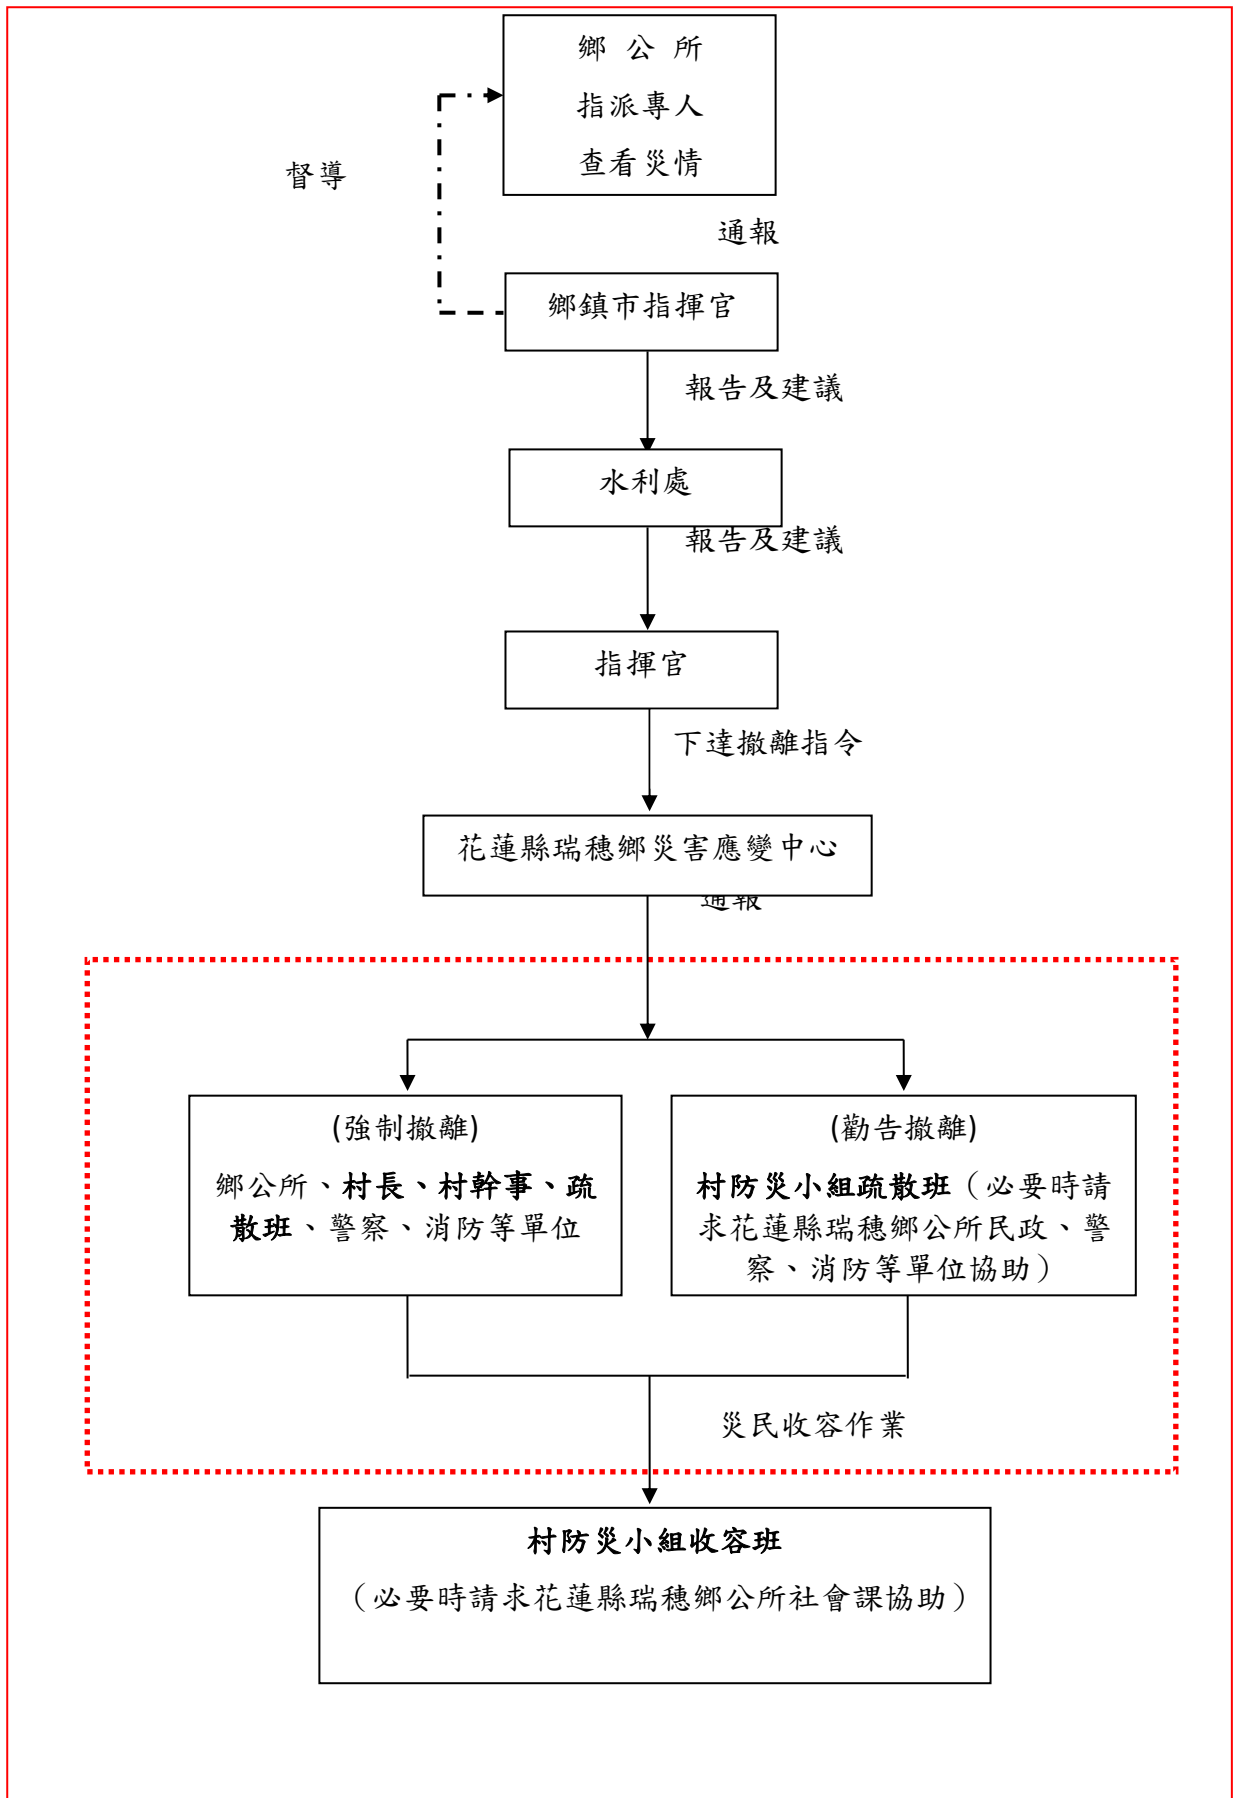 鄉 公 所
指派專人
查看災情
督導
通報
鄉鎮市指揮官
報告及建議
水利處
報告及建議
指揮官
下達撤離指令
花蓮縣瑞穗鄉災害應變中心
通報
(強制撤離)
鄉公所、村長、村幹事、疏
散班、警察、消防等單位
(勸告撤離)
村防災小組疏散班（必要時請
求花蓮縣瑞穗鄉公所民政、警
察、消防等單位協助）
災民收容作業
村防災小組收容班
（必要時請求花蓮縣瑞穗鄉公所社會課協助）